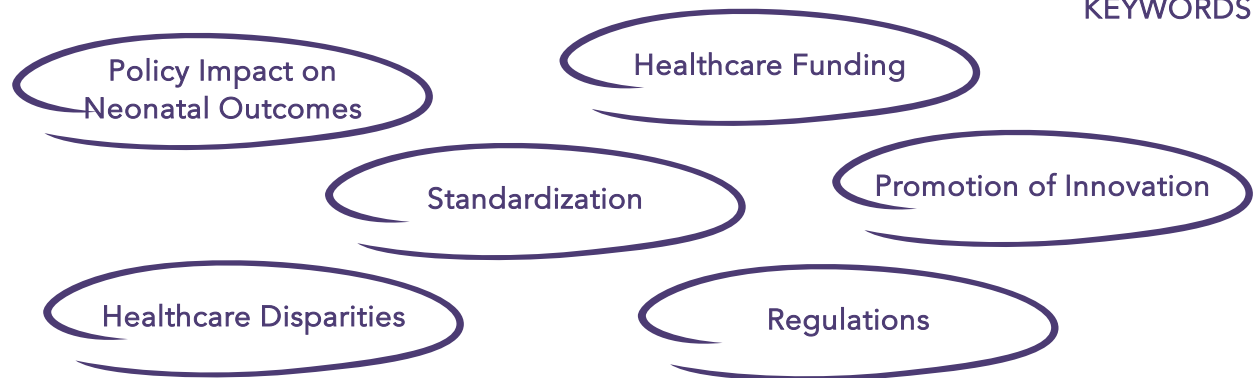 KEYWORDS
Policy Impact on
Neonatal Outcomes
Healthcare Funding
Standardization
Promotion of Innovation
Healthcare Disparities
Regulations